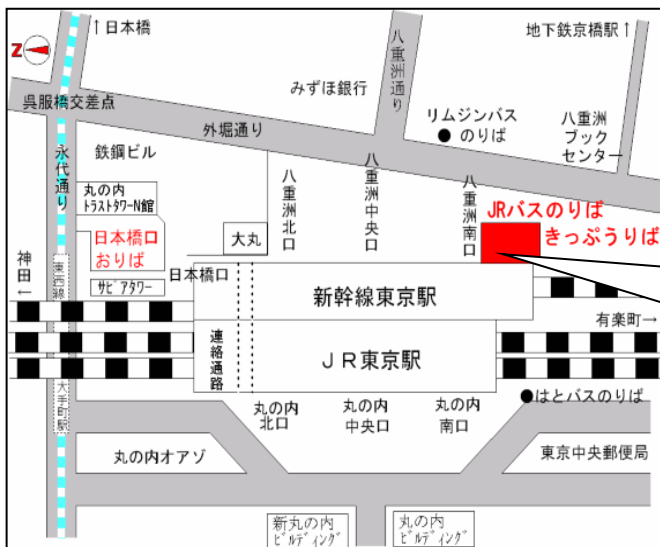 ↑日本橋
地下鉄京橋駅↑
Z
八重洲通り
みずほ銀行
呉服橋交差点
リムジンバス
● のりば
八重洲
ブック
センター
外堀通り
永代通り
鉄鋼ビル
丸の内
トラストタワーN館
八重洲北口
八重洲中央口
八重洲南口
JRバスのりば
きっぷうりば
日本橋口
おりば
大丸
神田←
東西線
日本橋口
サピアタワー
新幹線東京駅
有楽町→
連絡通路
JR東京駅
大手町駅
●はとバスのりば
丸の内
北口
丸の内
中央口
丸の内
南口
丸の内オアゾ
東京中央郵便局
新丸の内
ビルディング
丸の内
ビルディング